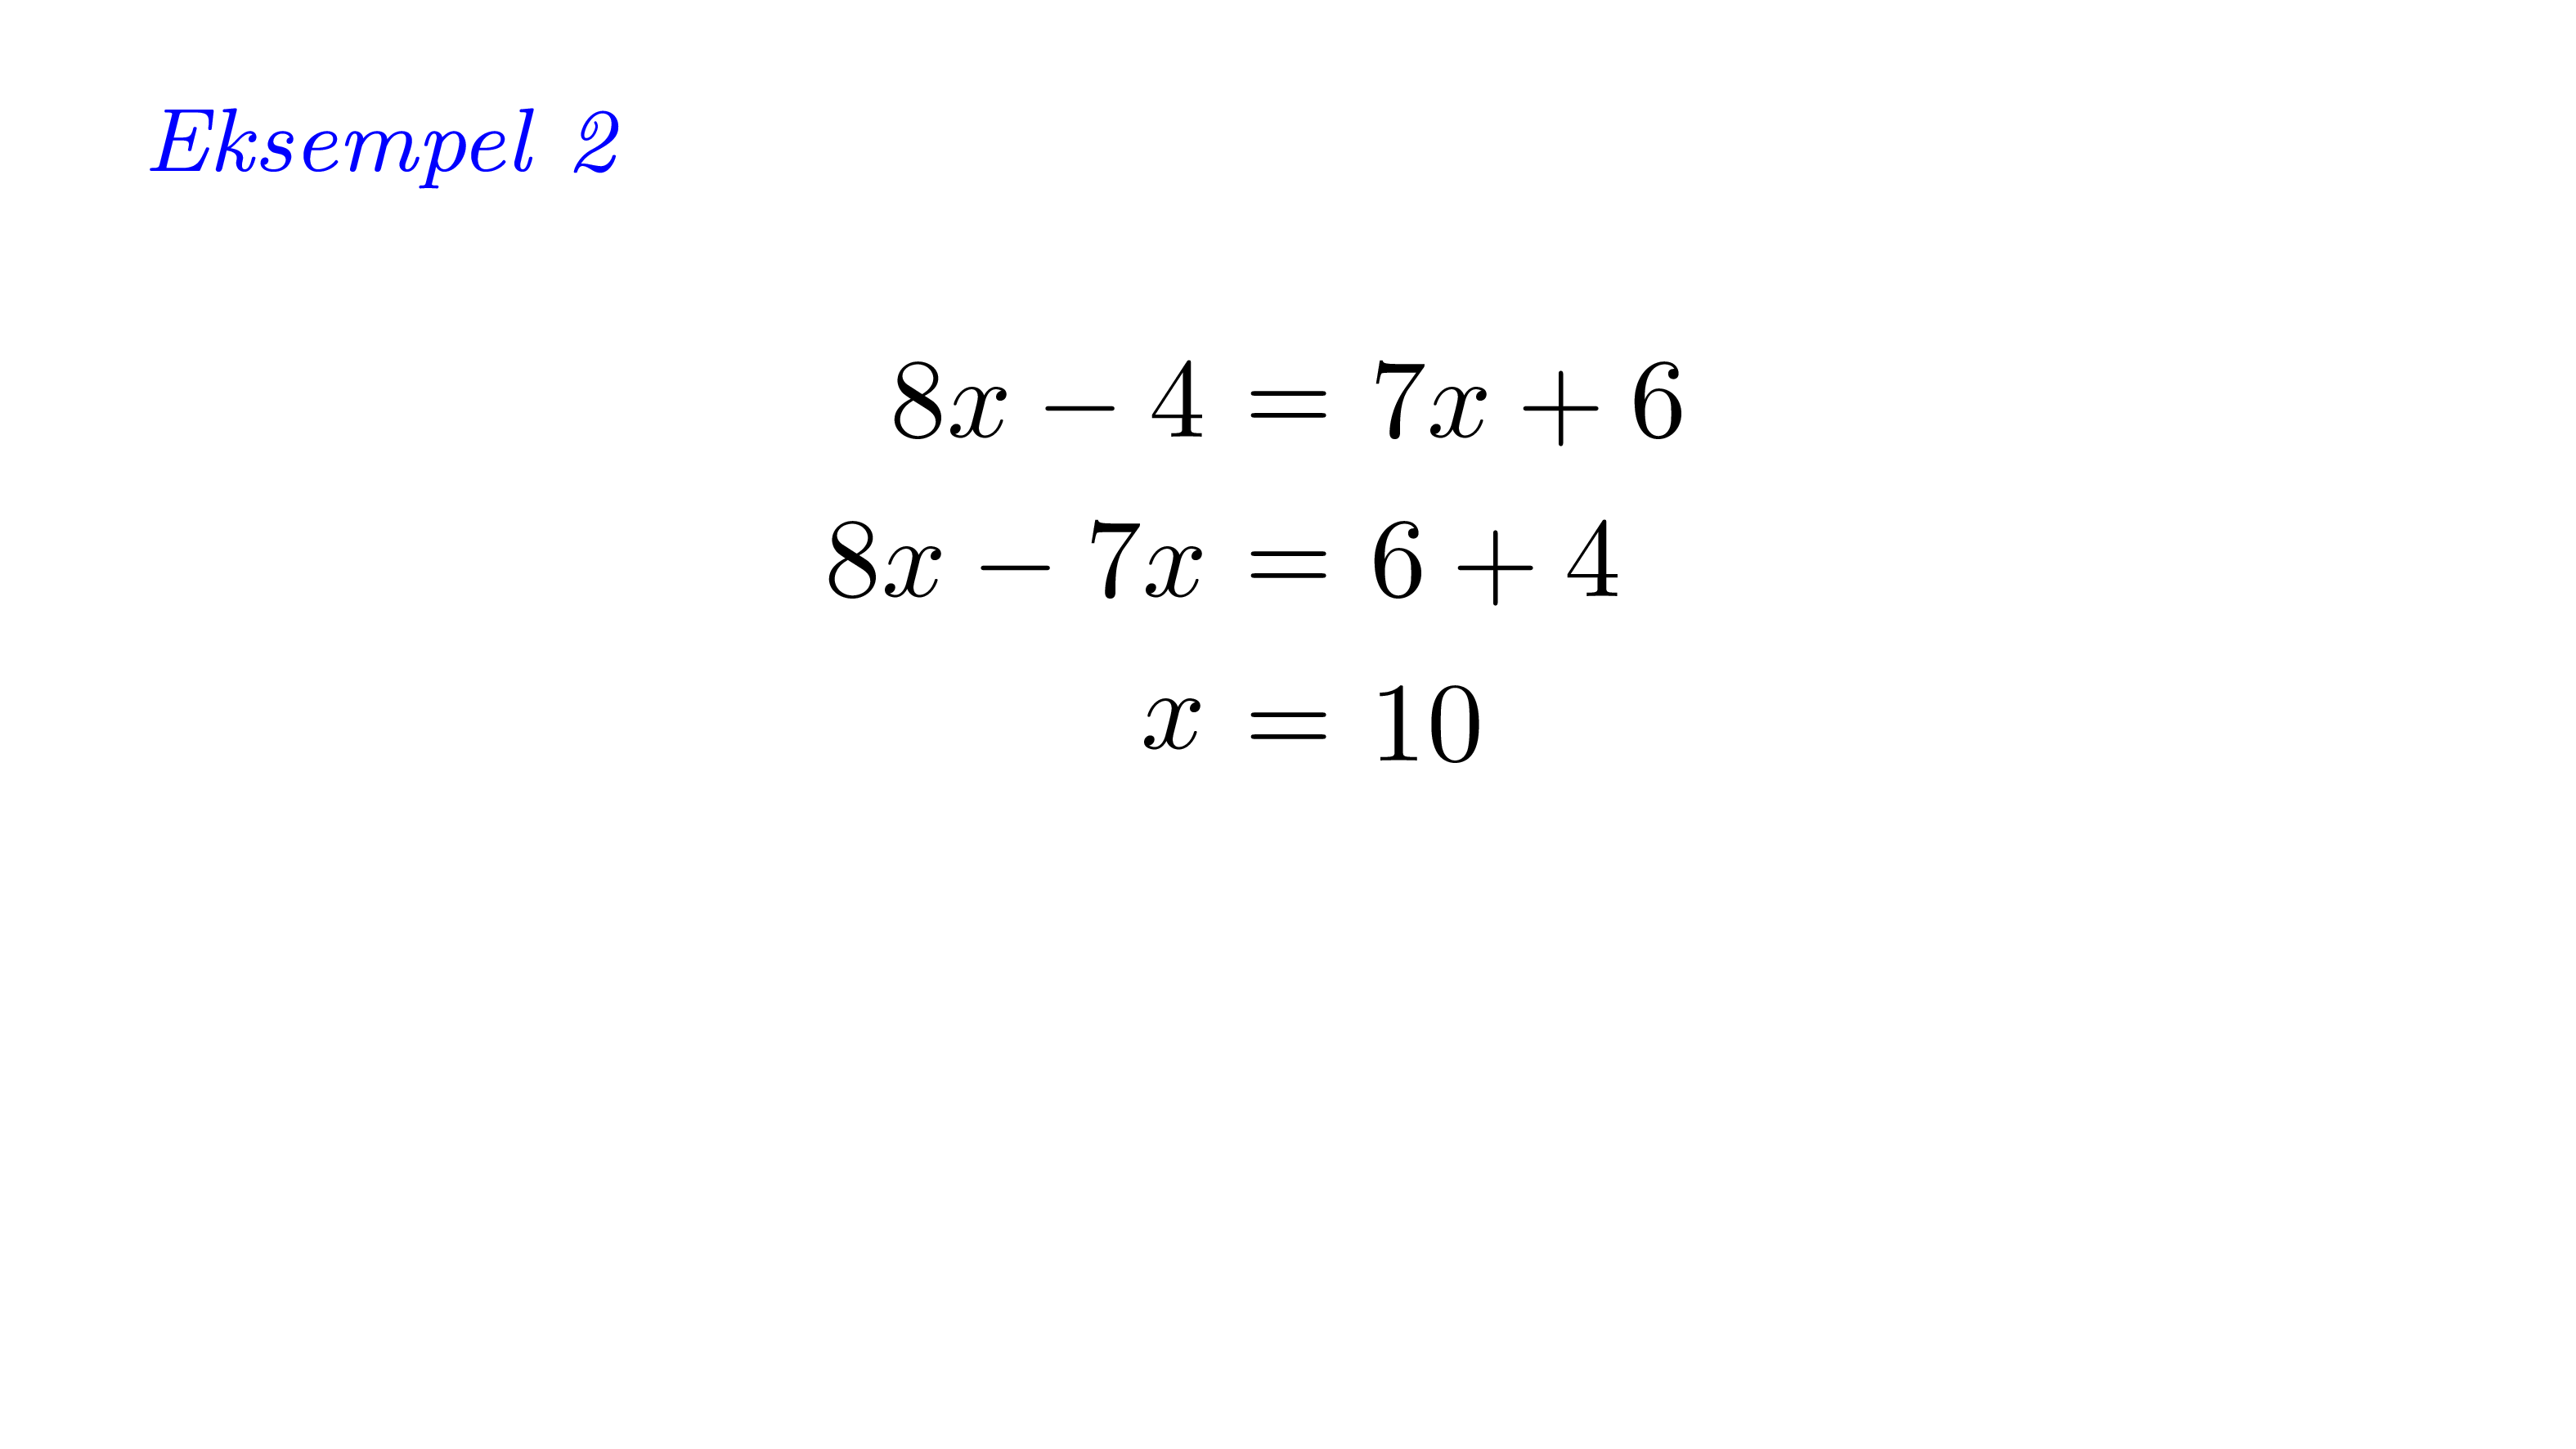 Eksempel 2
8x − 4 = 7x + 6
8x − 7x = 6 + 4
x = 10